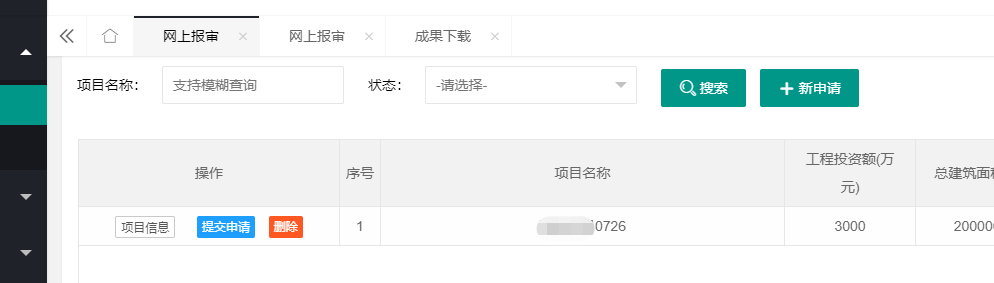 网上报审 网上报审 成果下载
项目名称： 支持模糊查询 状态： -请选择- 搜索 新申请
操作 序号 项目名称 工程投资额(万
元) 总建筑面
项目信息 提交申请 删除 1 0726 3000 20000